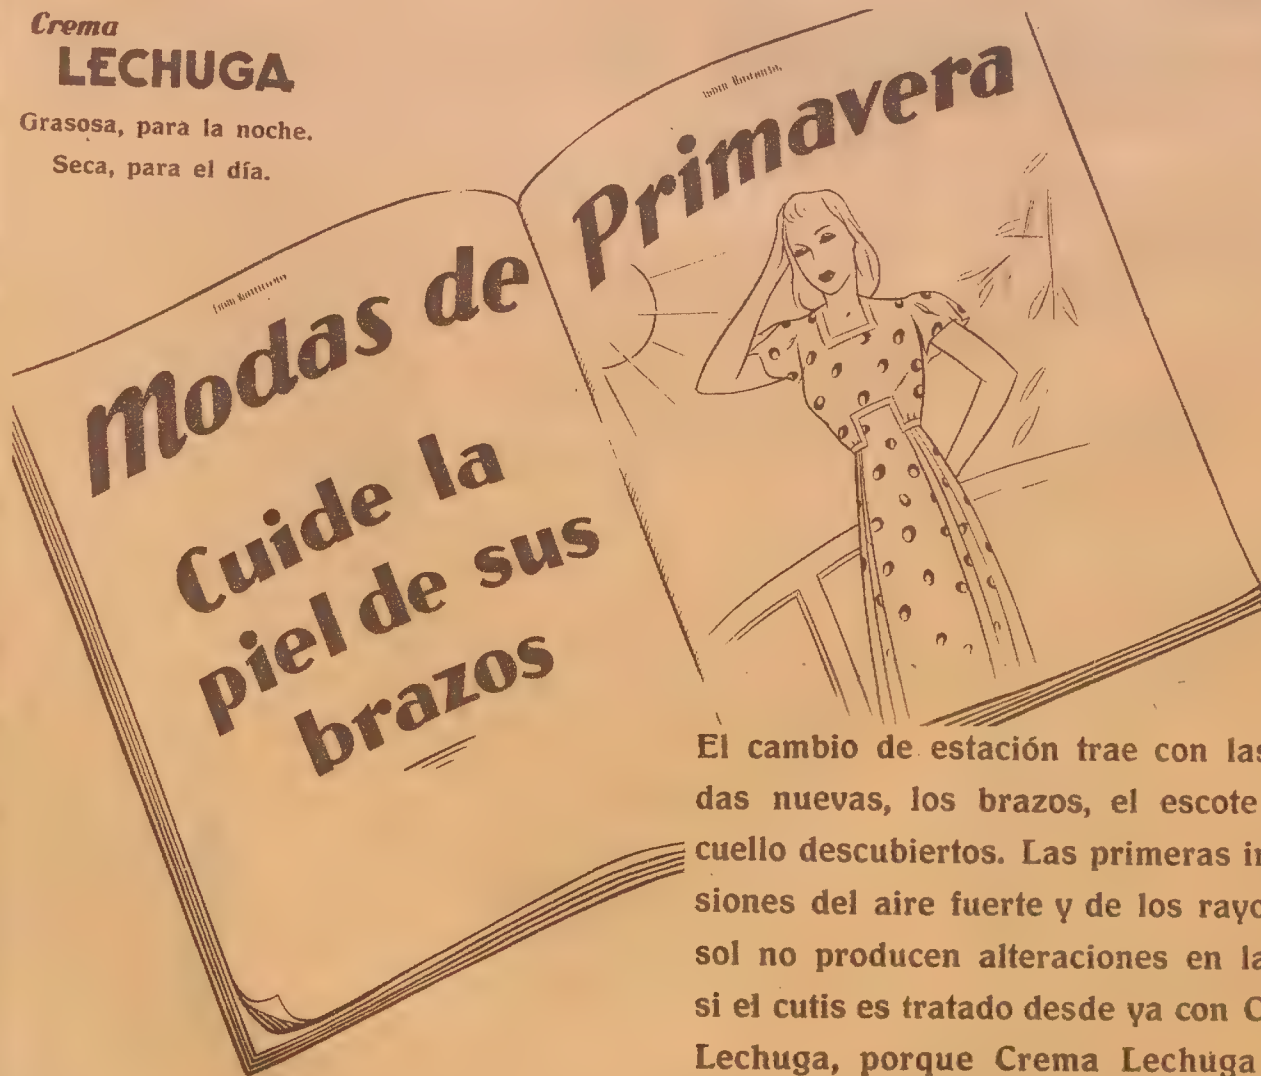 Crema
LECHUGA
Grasosa, para la noche.
Seca, para el día.
Modas de Primavera
Cuide la
piel de sus
brazos
El cambio de estación trae con las
das nuevas, los brazos, el escote
cuello descubiertos. Las primeras
siones del aire fuerte y de los
sol no producen alteraciones en
si el cutis es tratado desde ya con
Lechuga, porque Crema Lechuga